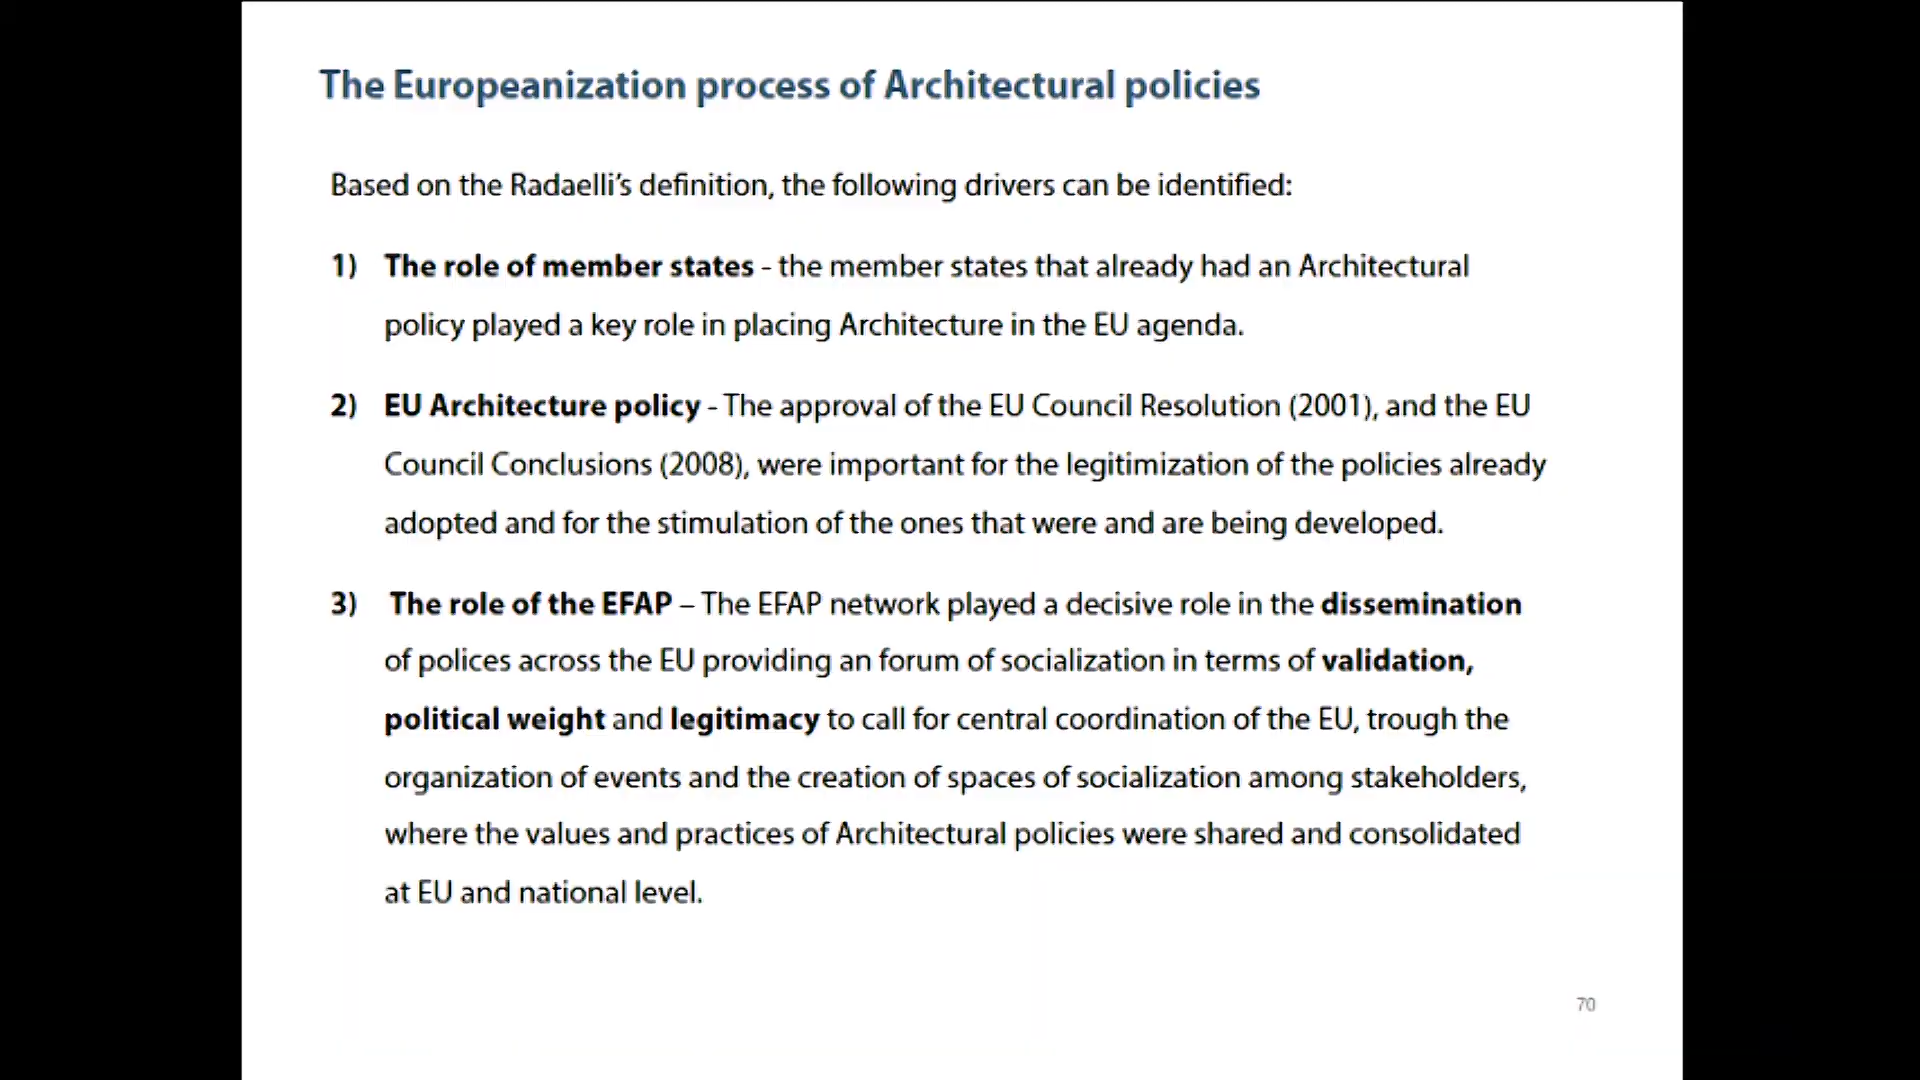 The Europeanization process of Architectural policies
Based on the Radaelli's definition, the following drivers can be identified:
1) The role of member states - the member states that already had an Architectural
policy played a key role in placing Architecture in the EU agenda.
2) EU Architecture policy - The approval of the EU Council Resolution (2001), and the EU
Council Conclusions (2008), were important for the legitimization of the policies already
adopted and for the stimulation of the ones that were and are being developed.
3) The role of the EFAP – The EFAP network played a decisive role in the dissemination
of polices across the EU providing an forum of socialization in terms of validation,
political weight and legitimacy to call for central coordination of the EU, trough the
organization of events and the creation of spaces of socialization among stakeholders,
where the values and practices of Architectural policies were shared and consolidated
at EU and national level.
70